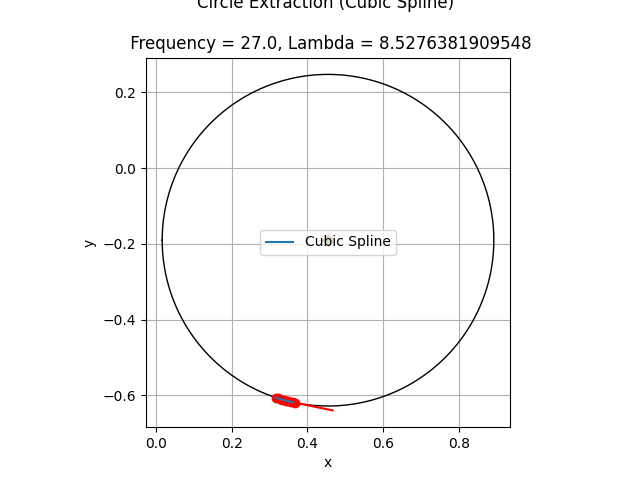 Circle Extraction (Cubic Spline)
Frequency = 27.0, Lambda = 8.5276381909548
0.2
0.0
−0.2
−0.4
−0.6
y
Cubic Spline
0.0 0.2 0.4 0.6 0.8
x